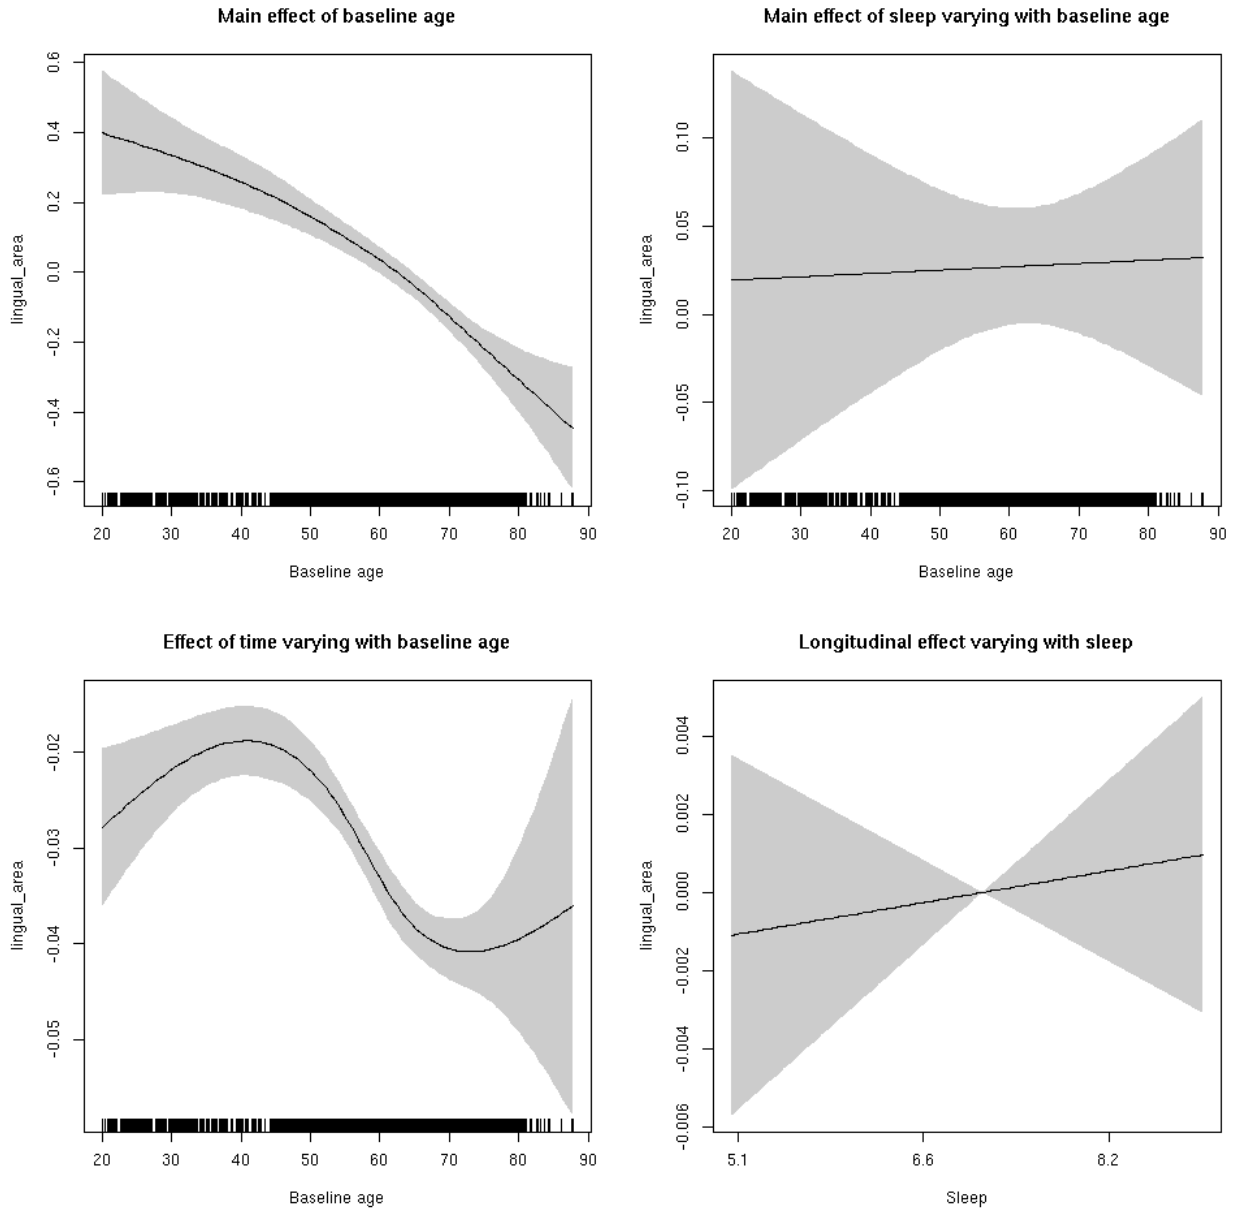 Main effect of baseline age
lingual_area
0.6
0.4
0.2
0.0
-0.2
-0.4
-0.6
20 30 40 50 60 70 80 90
Baseline age
Main effect of sleep varying with baseline age
lingual_area
0.10
0.05
0.00
-0.05
-0.10
20 30 40 50 60 70 80 90
Baseline age
Effect of time varying with baseline age
lingual_area
-0.02
-0.03
-0.04
-0.05
20 30 40 50 60 70 80 90
Baseline age
Longitudinal effect varying with sleep
lingual_area
0.004
0.002
0.000
-0.002
-0.004
-0.006
5.1 6.6 8.2
Sleep